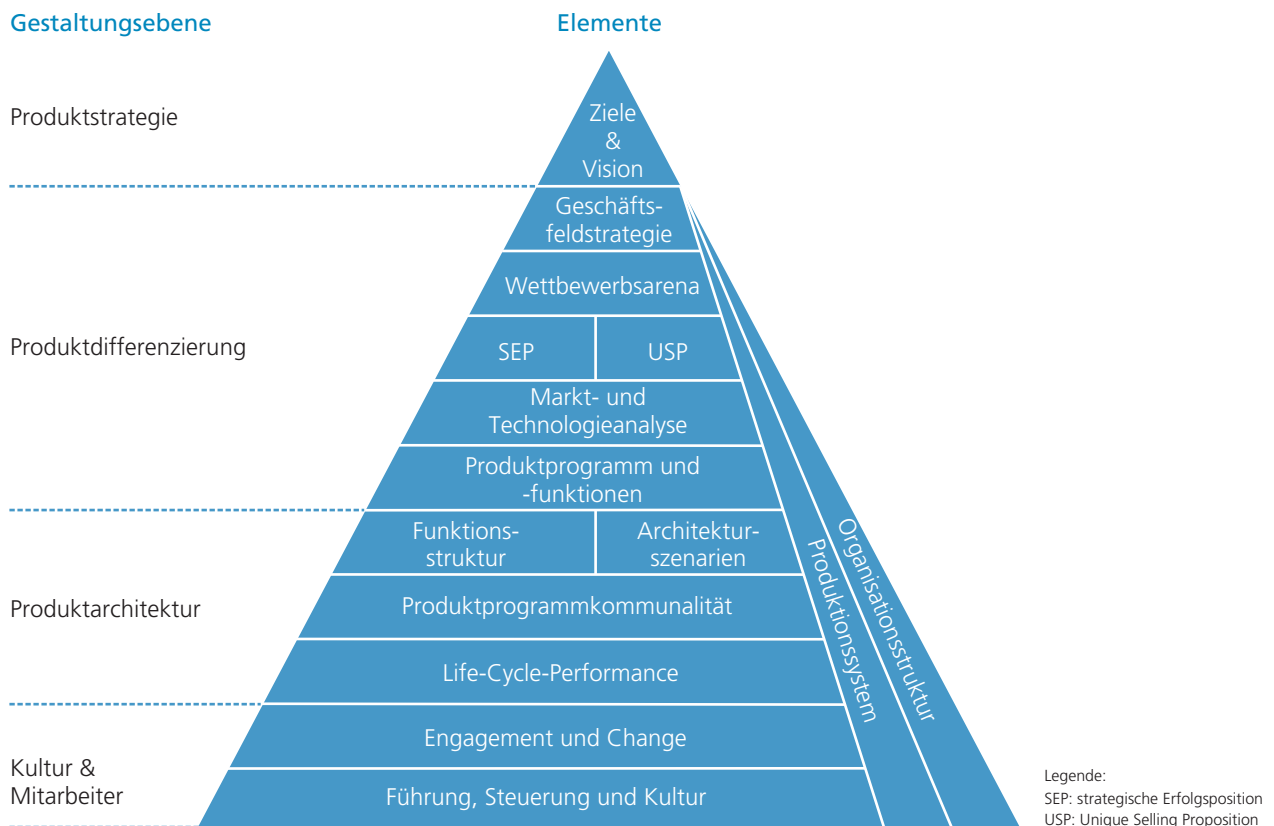 Gestaltungsebene
Elemente
Produktstrategie
Ziele
&
Vision
Geschäfts-
feldstrategie
Wettbewerbsarena
Produktdifferenzierung
SEP
USP
Markt- und
Technologieanalyse
Produktprogramm und
-funktionen
Funktions-
struktur
Architektur-
szenarien
Produktarchitektur
Produktprogrammkommunalität
Life-Cycle-Performance
Produktionssystem
Organisationsstruktur
Kultur &
Mitarbeiter
Engagement und Change
Führung, Steuerung und Kultur
Legende:
SEP: strategische Erfolgsposition
USP: Unique Selling Proposition